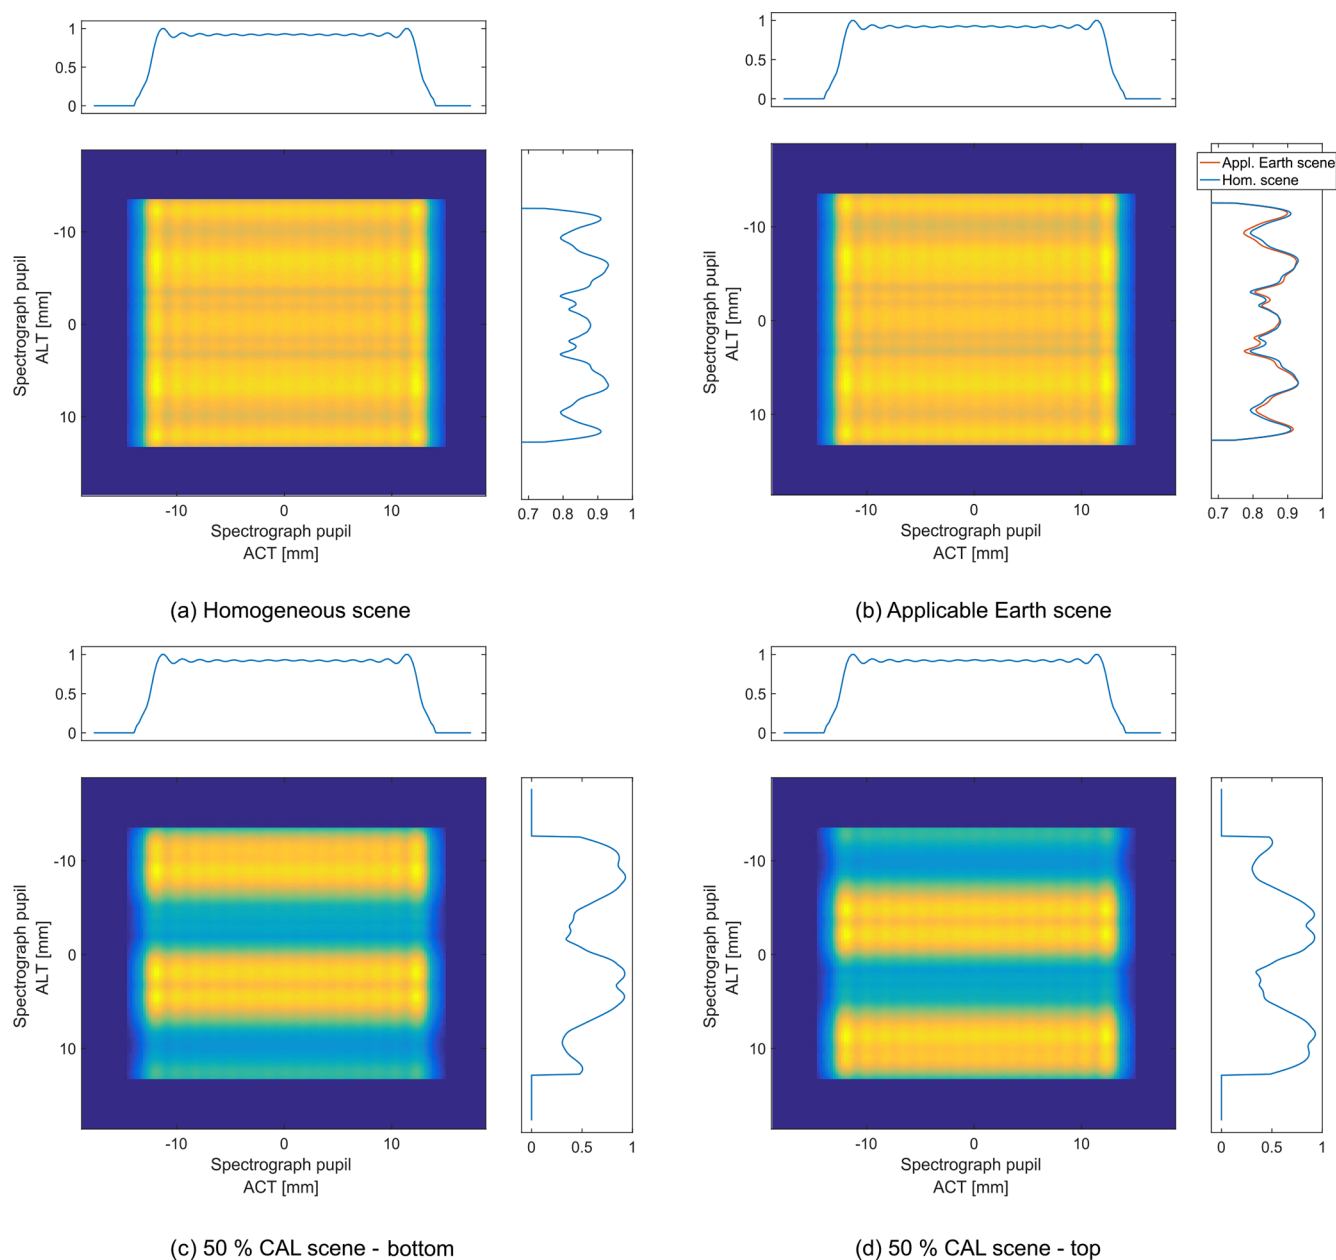 1
0.5
0
-10
0
10
Spectrograph pupil
ALT [mm]
-10
0
10
Spectrograph pupil
ACT [mm]
0.7
0.8
0.9
1
(a) Homogeneous scene
1
0.5
0
-10
0
10
Spectrograph pupil
ALT [mm]
-10
0
10
Spectrograph pupil
ACT [mm]
Appl. Earth scene
Hom. scene
0.7
0.8
0.9
1
(b) Applicable Earth scene
1
0.5
0
-10
0
10
Spectrograph pupil
ALT [mm]
-10
0
10
Spectrograph pupil
ACT [mm]
0
0.5
1
(c) 50 % CAL scene - bottom
1
0.5
0
-10
0
10
Spectrograph pupil
ALT [mm]
-10
0
10
Spectrograph pupil
ACT [mm]
0
0.5
1
(d) 50 % CAL scene - top